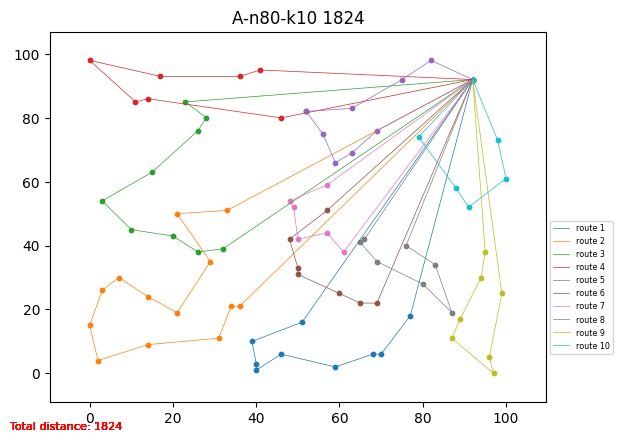 A-n80-k10 1824
100
80
60
40
20
0
0 20 40 60 80 100
route 1
route 2
route 3
route 4
route 5
route 6
route 7
route 8
route 9
route 10
Total distance: 1824